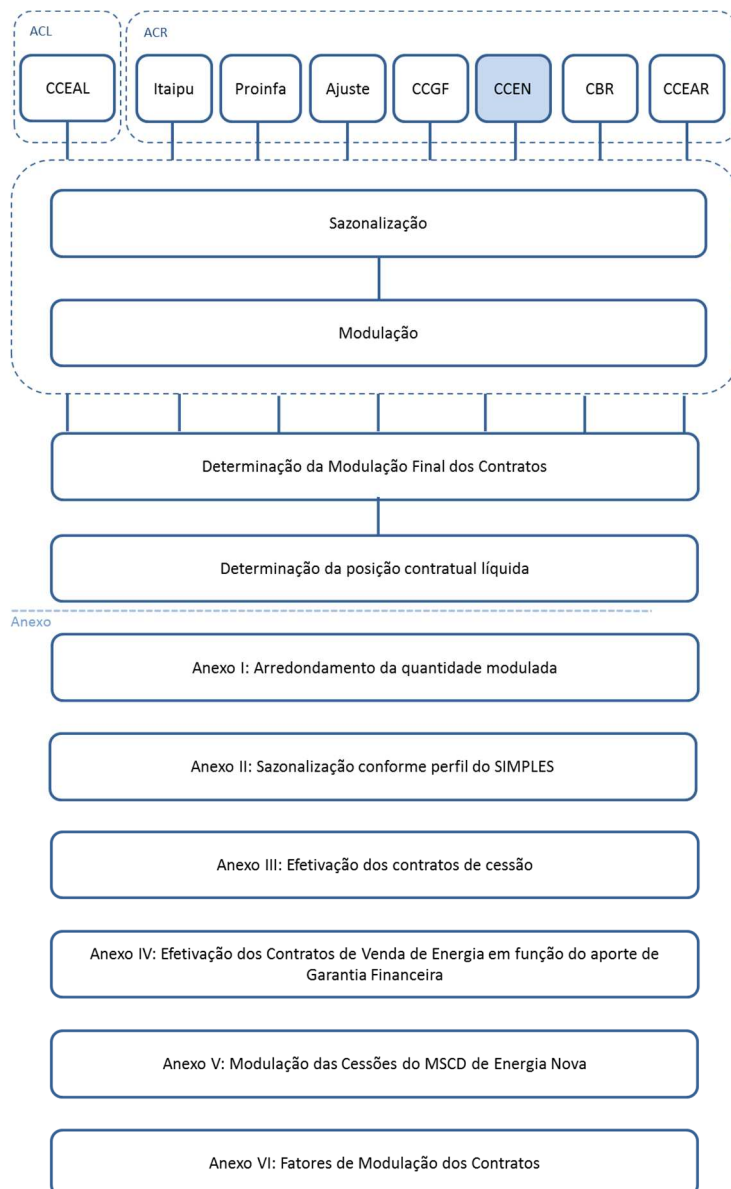 ACL
ACR
CCEAL
Itaipu
Proinfa
Ajuste
CCGF
CCEN
CBR
CCEAR
Sazonalização
Modulação
Determinação da Modulação Final dos Contratos
Determinação da posição contratual líquida
Anexo
Anexo I: Arredondamento da quantidade modulada
Anexo II: Sazonalização conforme perfil do SIMPLES
Anexo III: Efetivação dos contratos de cessão
Anexo IV: Efetivação dos Contratos de Venda de Energia em função do aporte de
Garantia Financeira
Anexo V: Modulação das Cessões do MSCD de Energia Nova
Anexo VI: Fatores de Modulação dos Contratos